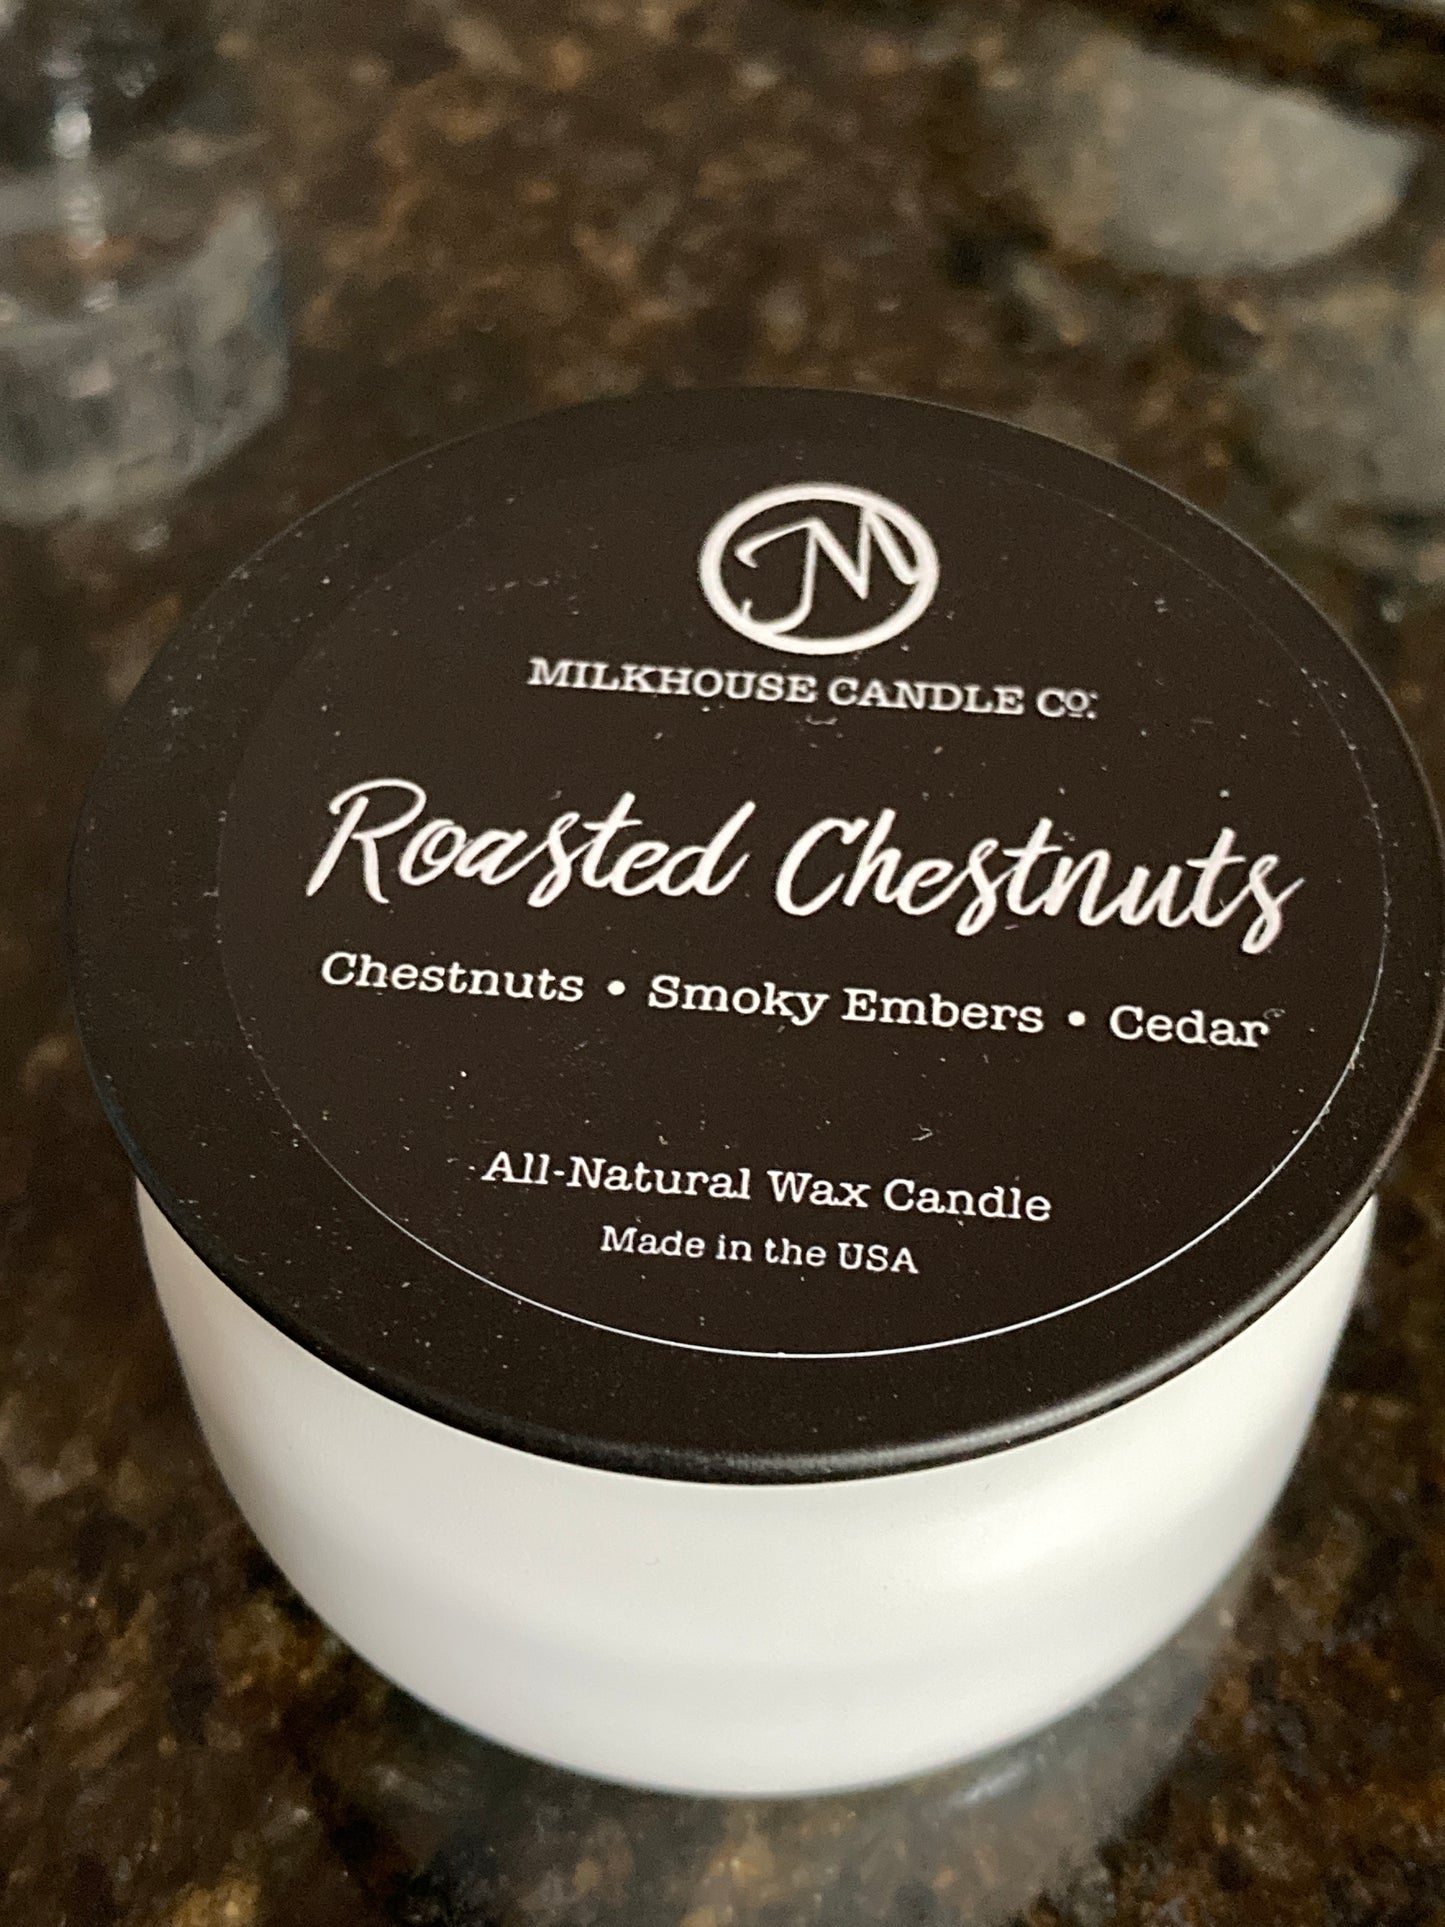 M
MILKHOUSE CANDLE Co.
Roasted Chestnuts
Chestnuts • Smoky Embers • Cedar
All-Natural Wax Candle
Made in the USA